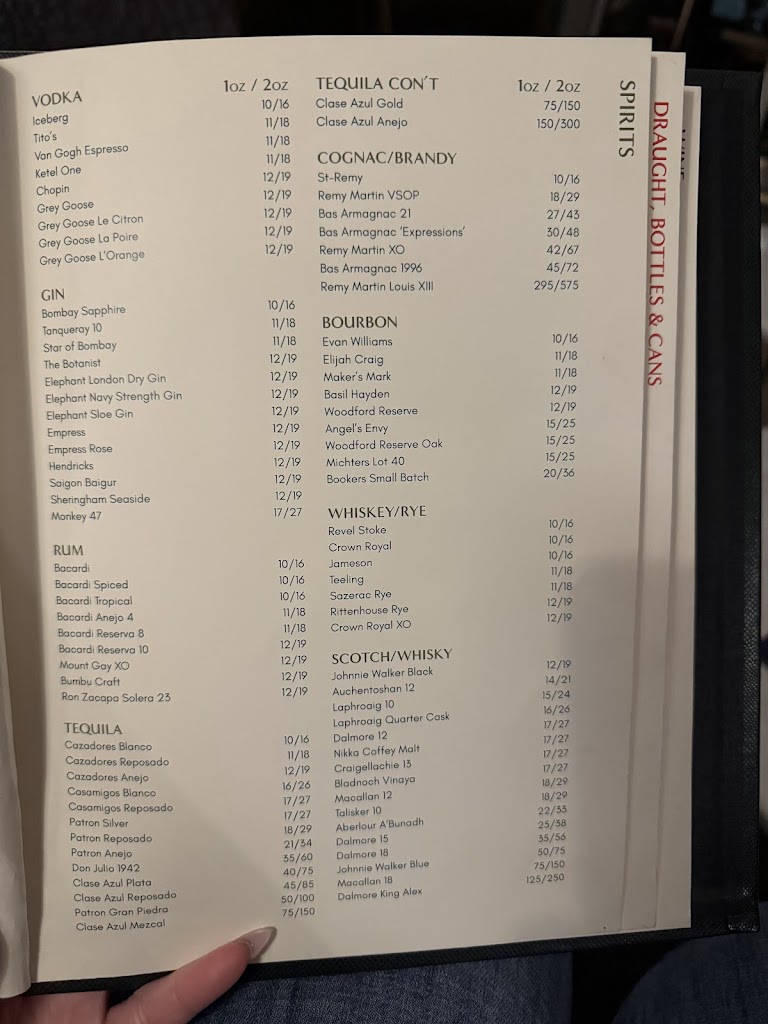 VODKA 1oz / 2oz
Iceberg 10/16
Tito's 11/18
Van Gogh Espresso 11/18
Ketel One 11/18
Chopin 12/19
Grey Goose 12/19
Grey Goose Le Citron 12/19
Grey Goose La Poire 12/19
Grey Goose L'Orange 12/19
GIN
Bombay Sapphire 10/16
Tanqueray 10 11/18
Star of Bombay 11/18
The Botanist 12/19
Elephant London Dry Gin 12/19
Elephant Navy Strength Gin 12/19
Elephant Sloe Gin 12/19
Empress 12/19
Empress Rose 12/19
Hendricks 12/19
Saigon Baigur 12/19
Sheringham Seaside 12/19
Monkey 47 17/27
RUM
Bacardi 10/16
Bacardi Spiced 10/16
Bacardi Tropical 10/16
Bacardi Anejo 4 11/18
Bacardi Reserva 8 11/18
Bacardi Reserva 10 12/19
Mount Gay XO 12/19
Bumbu Craft 12/19
Ron Zacapa Solera 23 12/19
TEQUILA
Cazadores Blanco 10/16
Cazadores Reposado 11/18
Cazadores Anejo 12/19
Casamigos Blanco 16/26
Casamigos Reposado 17/27
Patron Silver 17/27
Patron Reposado 18/29
Patron Anejo 21/34
Don Julio 1942 35/60
Clase Azul Plata 40/75
Clase Azul Reposado 45/85
Patron Gran Piedra 50/100
Clase Azul Mezcal 75/150
TEQUILA CON'T 1oz / 2oz
Clase Azul Gold 75/150
Clase Azul Anejo 150/300
COGNAC/BRANDY
St-Remy 10/16
Remy Martin VSOP 18/29
Bas Armagnac 21 27/43
Bas Armagnac 'Expressions' 30/48
Remy Martin XO 42/67
Bas Armagnac 1996 45/72
Remy Martin Louis XIII 295/575
BOURBON
Evan Williams 10/16
Elijah Craig 11/18
Maker's Mark 11/18
Basil Hayden 12/19
Woodford Reserve 12/19
Angel's Envy 15/25
Woodford Reserve Oak 15/25
Michters Lot 40 15/25
Bookers Small Batch 20/36
WHISKEY/RYE
Revel Stoke 10/16
Crown Royal 10/16
Jameson 10/16
Teeling 11/18
Sazerac Rye 11/18
Rittenhouse Rye 12/19
Crown Royal XO 12/19
SCOTCH/WHISKY
Johnnie Walker Black 12/19
Auchentoshan 12 14/21
Laphroaig 10 15/24
Laphroaig Quarter Cask 16/26
Dalmore 12 17/27
Nikka Coffey Malt 17/27
Craigellachie 13 17/27
Bladnoch Vinaya 17/27
Macallan 12 18/29
Talisker 10 18/29
Aberlour A'Bunadh 22/33
Dalmore 15 25/38
Dalmore 18 35/56
Johnnie Walker Blue 50/75
Macallan 18 75/150
Dalmore King Alex 125/250
SPIRITS
DRAUGHT, BOTTLES & CANS